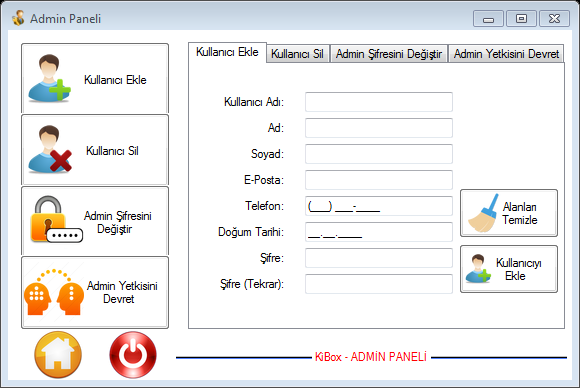 Admin Paneli
Kullanıcı Ekle
Kullanıcı Sil
Admin Şifresini
Değiştir
Admin Yetkisini
Devret
Kullanıcı Ekle Kullanıcı Sil Admin Şifresini Değiştir Admin Yetkisini Devret
Kullanıcı Adı:
Ad:
Soyad:
E-Posta:
Telefon: (___) ___-____
Doğum Tarihi: __.__.____
Şifre:
Şifre (Tekrar):
Alanları
Temizle
Kullanıcıyı
Ekle
KiBox - ADMİN PANELİ